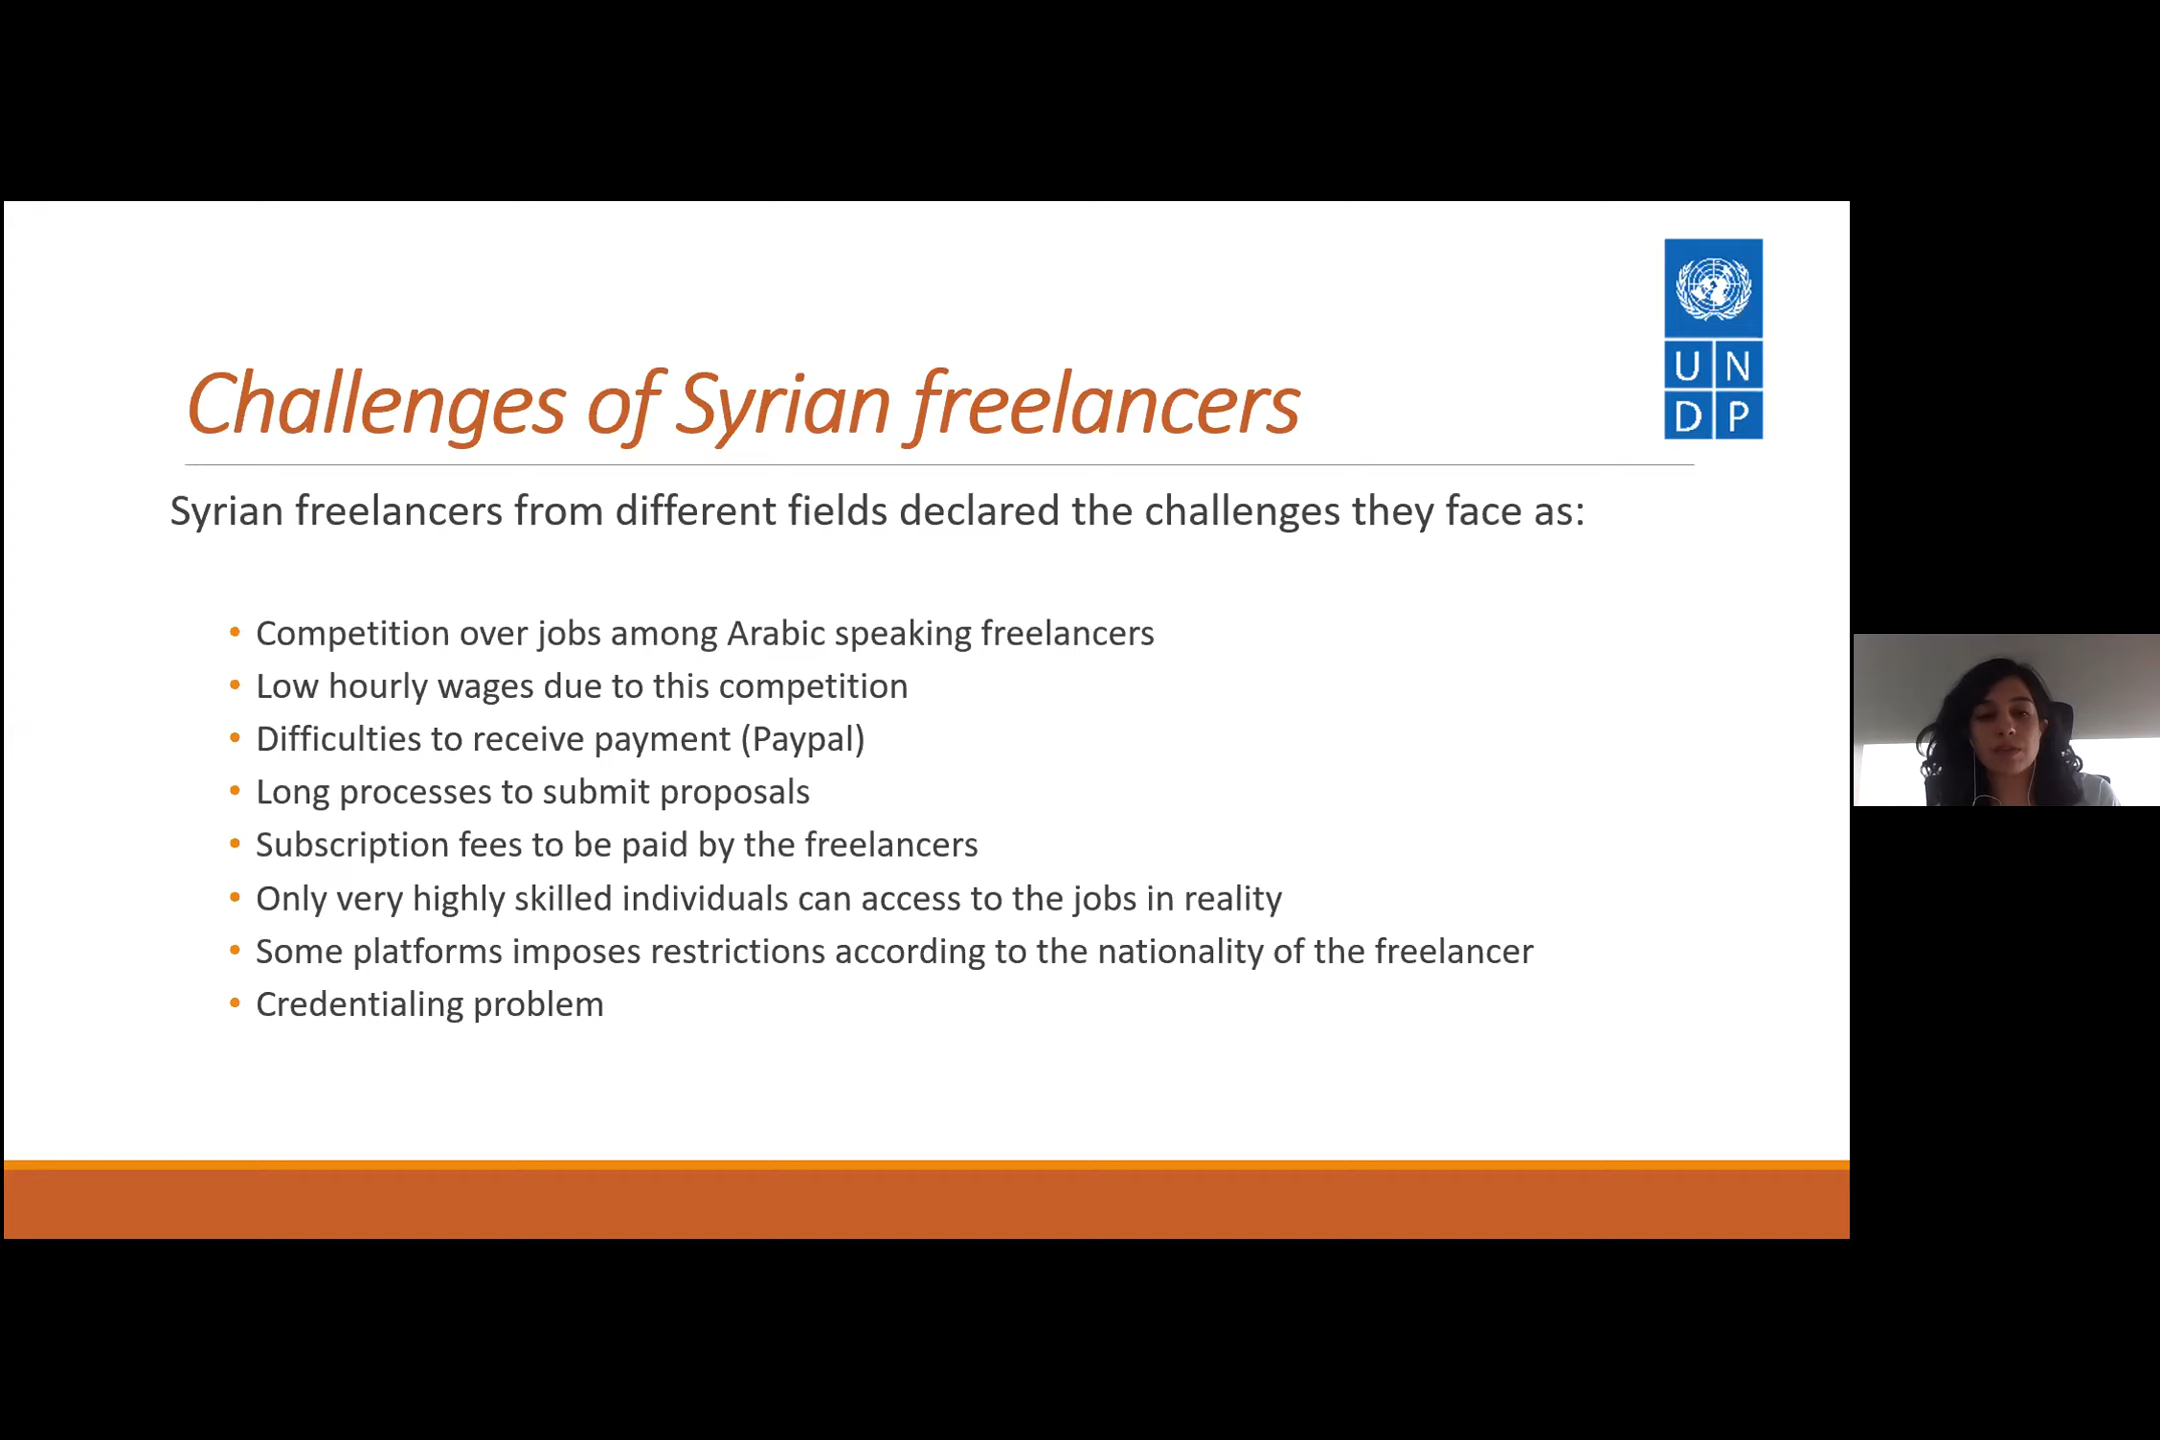 Challenges of Syrian freelancers
U N
D P
Syrian freelancers from different fields declared the challenges they face as:
• Competition over jobs among Arabic speaking freelancers
• Low hourly wages due to this competition
• Difficulties to receive payment (Paypal)
• Long processes to submit proposals
• Subscription fees to be paid by the freelancers
• Only very highly skilled individuals can access to the jobs in reality
• Some platforms imposes restrictions according to the nationality of the freelancer
• Credentialing problem